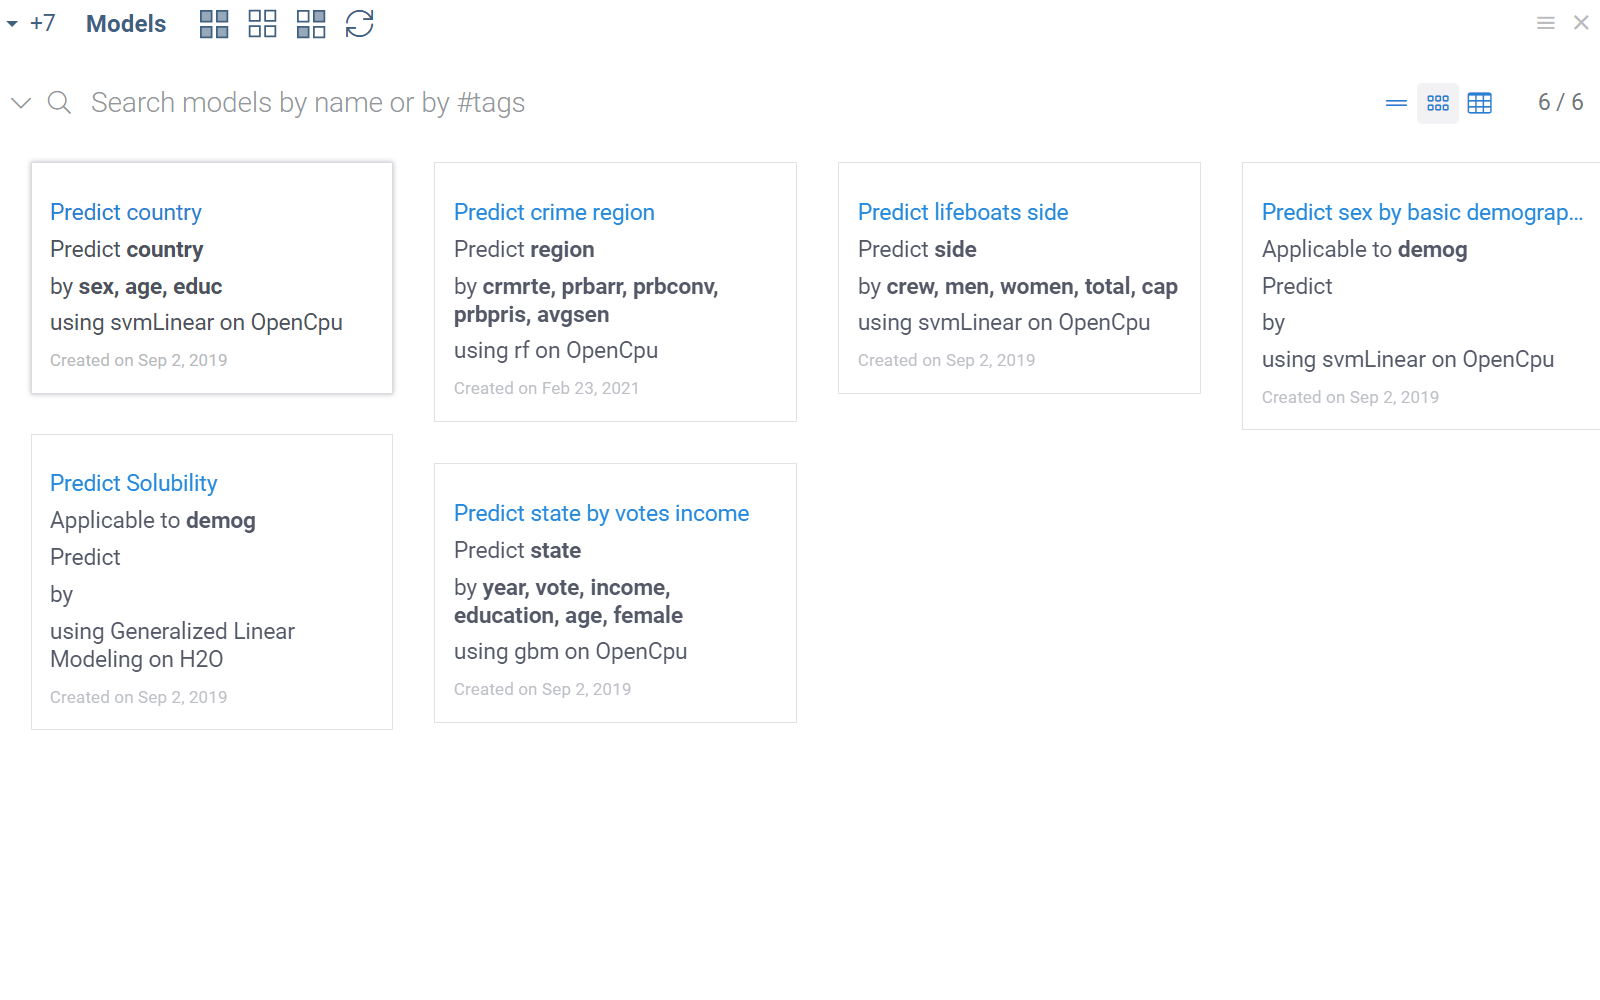 +7 Models
Search models by name or by #tags
6 / 6
Predict country
Predict country
by sex, age, educ
using svmLinear on OpenCpu
Created on Sep 2, 2019
Predict crime region
Predict region
by crmrte, prbarr, prbconv,
prbpris, avgsen
using rf on OpenCpu
Created on Feb 23, 2021
Predict lifeboats side
Predict side
by crew, men, women, total, cap
using svmLinear on OpenCpu
Created on Sep 2, 2019
Predict sex by basic demograp...
Applicable to demog
Predict
by
using svmLinear on OpenCpu
Created on Sep 2, 2019
Predict Solubility
Applicable to demog
Predict
by
using Generalized Linear
Modeling on H2O
Created on Sep 2, 2019
Predict state by votes income
Predict state
by year, vote, income,
education, age, female
using gbm on OpenCpu
Created on Sep 2, 2019